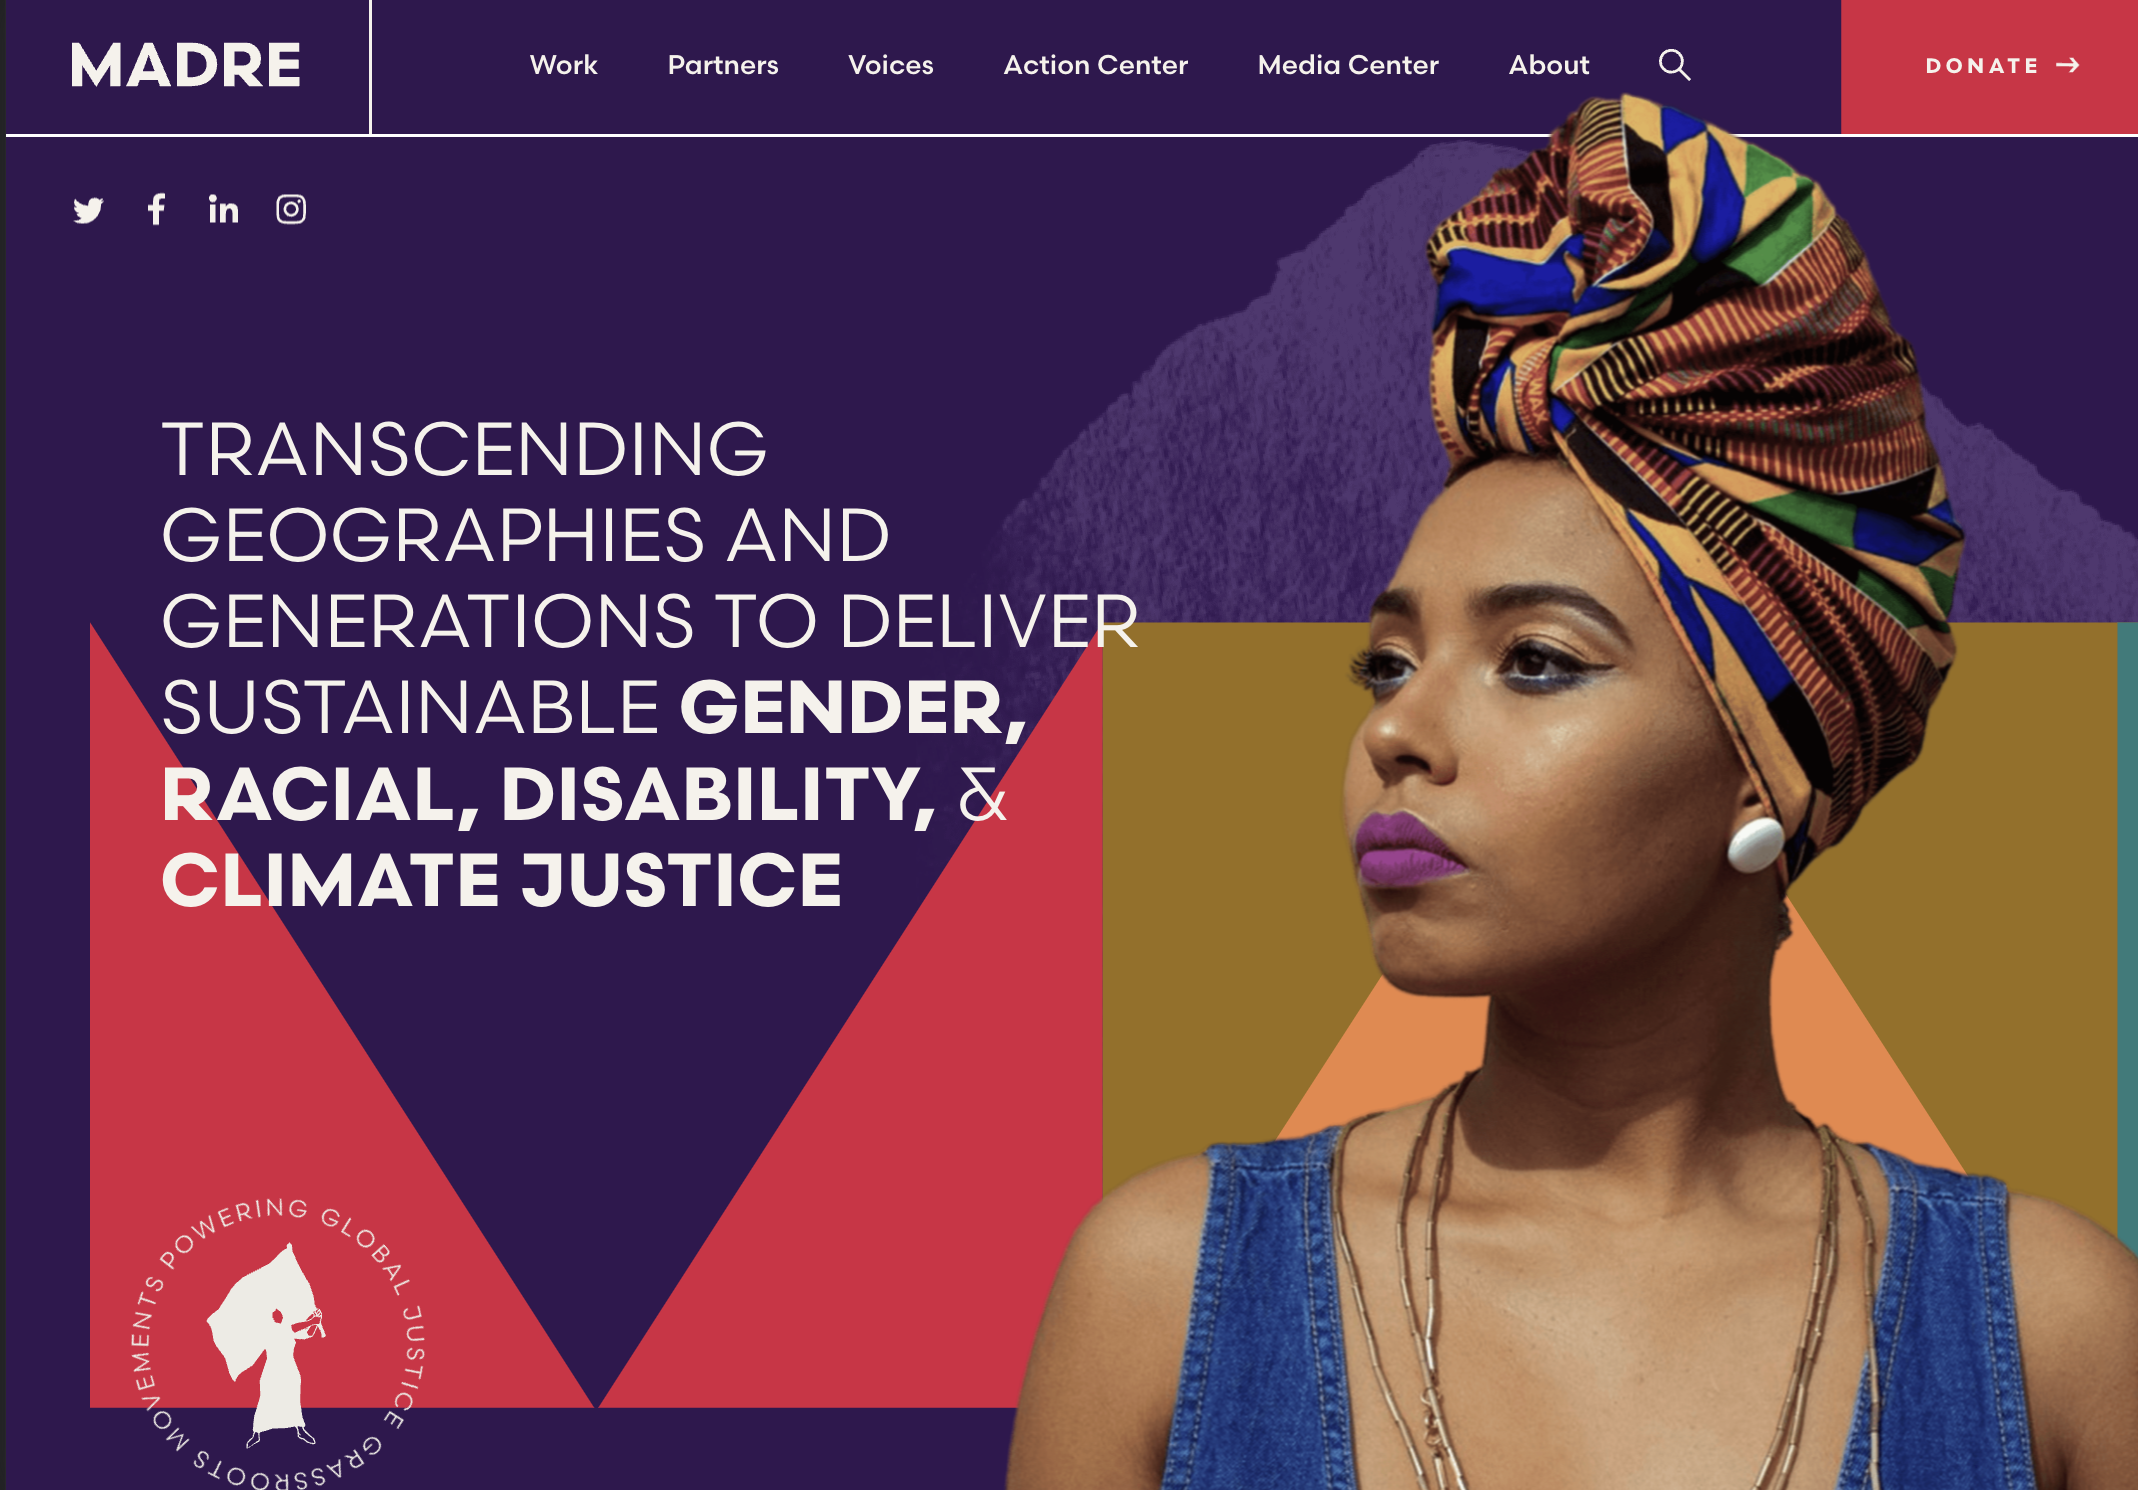 MADRE
Work Partners Voices Action Center Media Center About
DONATE →
TRANSCENDING
GEOGRAPHIES AND
GENERATIONS TO DELIVER
SUSTAINABLE GENDER,
RACIAL, DISABILITY, &
CLIMATE JUSTICE
GRASSROOTS MOVEMENTS POWERING GLOBAL JUSTICE